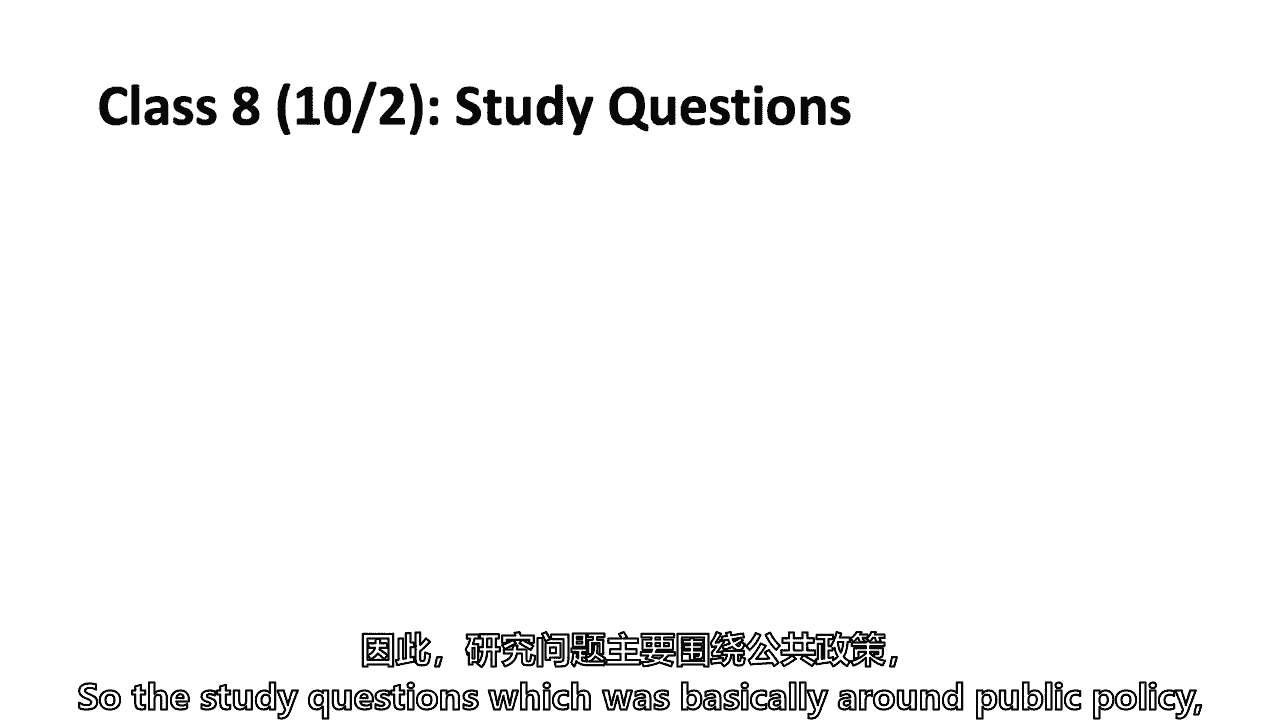 Class 8 (10/2): Study Questions
因此，研究问题主要围绕公共政策，
So the study questions which was basically around public policy,